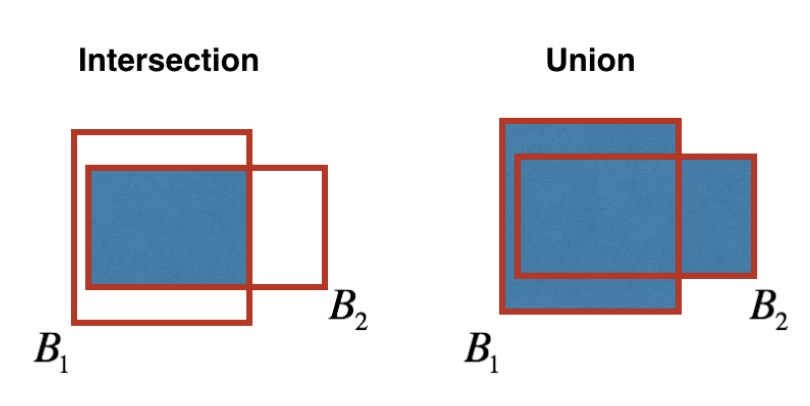 Intersection
Union
B₂
B₁
B₂
B₁